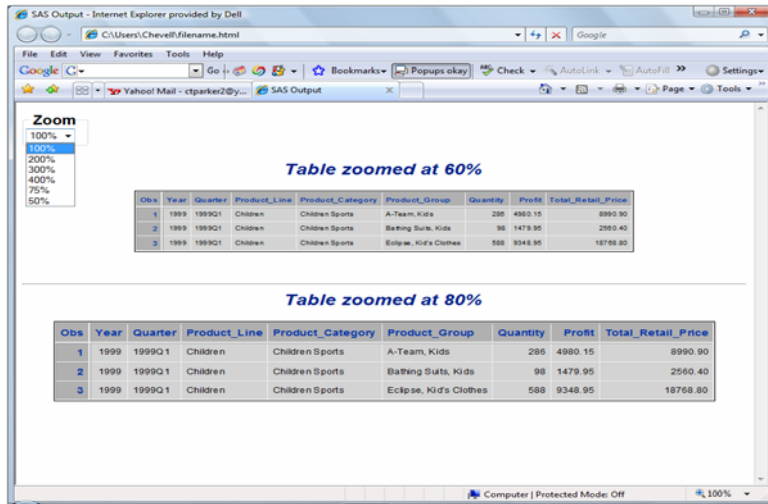 SAS Output - Internet Explorer provided by Dell
C:\Users\Chevell\filename.html
Google
File Edit View Favorites Tools Help
Google G Go Bookmarks Popups okay Check AutoLink AutoFill » Settings
Yahoo! Mail - ctparker2@y... SAS Output Page Tools »
Zoom
100%
100%
200%
300%
400%
75%
50%
Table zoomed at 60%
Obs Year Quarter Product_Line Product_Category Product_Group Quantity Profit Total_Retail_Price
1 1999 1999Q1 Children Children Sports A-Team, Kids 286 4980.15 8990.90
2 1999 1999Q1 Children Children Sports Bathing Suits, Kids 98 1479.95 2560.40
3 1999 1999Q1 Children Children Sports Eclipse, Kid's Clothes 588 9348.95 18768.80
Table zoomed at 80%
Obs Year Quarter Product_Line Product_Category Product_Group Quantity Profit Total_Retail_Price
1 1999 1999Q1 Children Children Sports A-Team, Kids 286 4980.15 8990.90
2 1999 1999Q1 Children Children Sports Bathing Suits, Kids 98 1479.95 2560.40
3 1999 1999Q1 Children Children Sports Eclipse, Kid's Clothes 588 9348.95 18768.80
Computer | Protected Mode: Off 100%